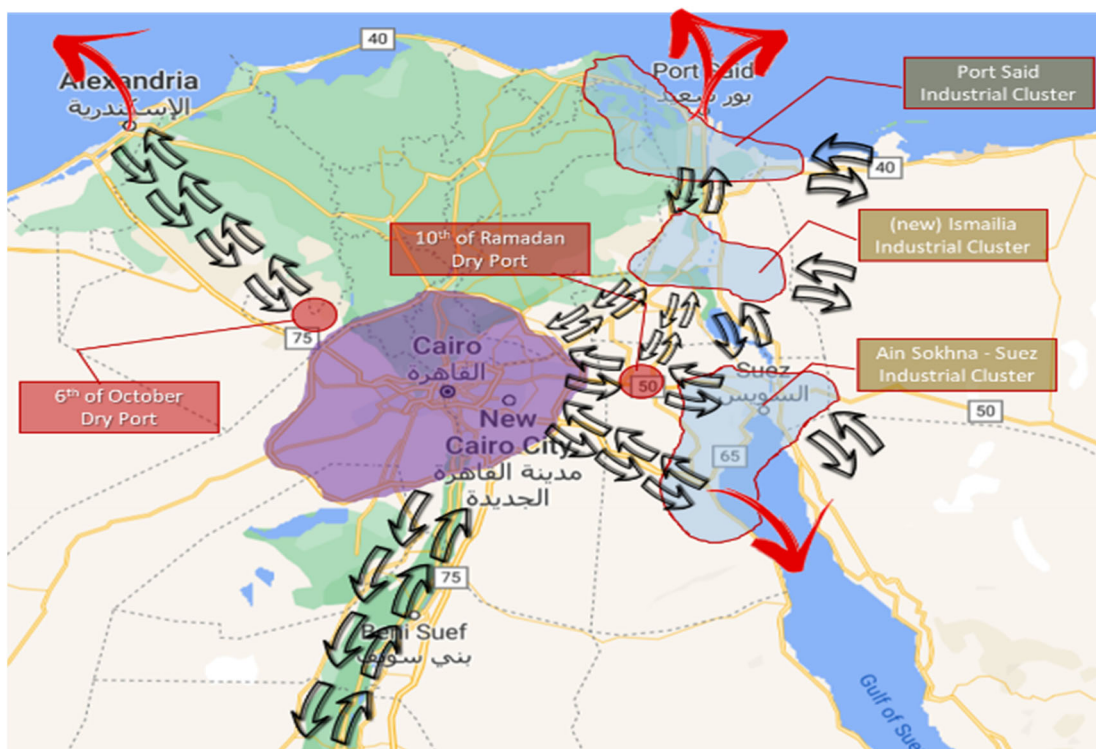 40
Alexandria
الإسكندرية
Port Said
بور سعيد
Port Said
Industrial Cluster
40
10th of Ramadan
Dry Port
(new) Ismailia
Industrial Cluster
75
Cairo
القاهرة
50
Suez
السويس
Ain Sokhna - Suez
Industrial Cluster
50
6th of October
Dry Port
New
Cairo City
مدينة القاهرة
الجديدة
65
75
Beni Suef
بني سويف
Gulf of Sue